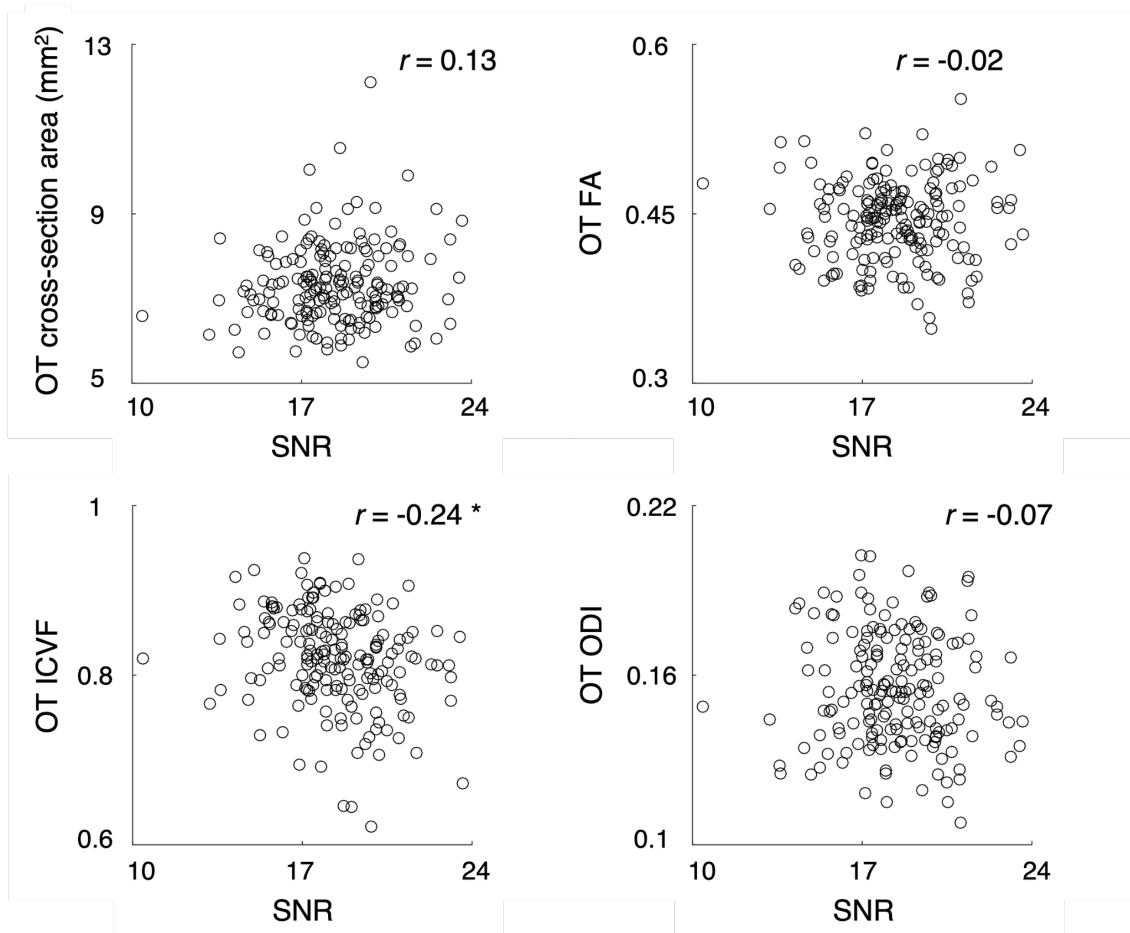 OT cross-section area (mm²)
13
9
5
r = 0.13
10
17
24
SNR
OT FA
0.6
0.45
0.3
r = -0.02
10
17
24
SNR
OT ICVF
1
0.8
0.6
r = -0.24 *
10
17
24
SNR
OT ODI
0.22
0.16
0.1
r = -0.07
10
17
24
SNR